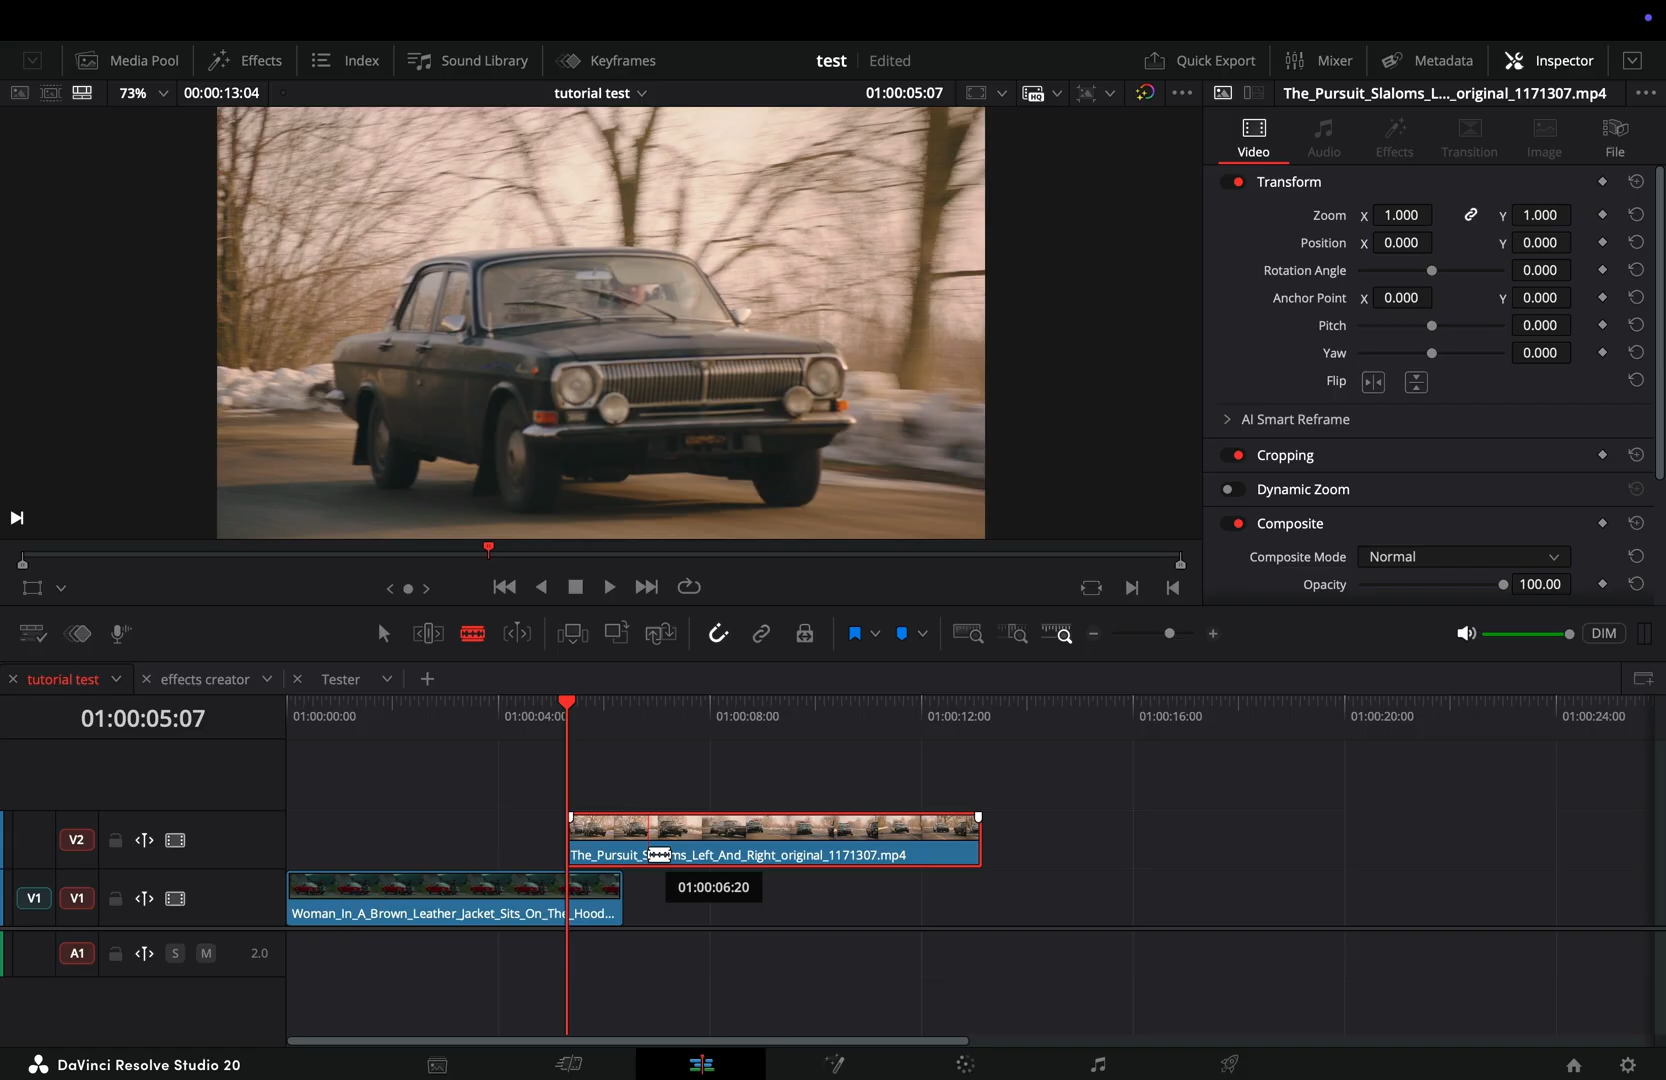 Media Pool Effects Index Sound Library Keyframes test Edited Quick Export Mixer Metadata Inspector
73% 00:00:13:04 tutorial test 01:00:05:07 HQ The_Pursuit_Slaloms_L..._original_1171307.mp4
Video Audio Effects Transition Image File
Transform
Zoom X 1.000 Y 1.000
Position X 0.000 Y 0.000
Rotation Angle 0.000
Anchor Point X 0.000 Y 0.000
Pitch 0.000
Yaw 0.000
Flip
AI Smart Reframe
Cropping
Dynamic Zoom
Composite
Composite Mode Normal
Opacity 100.00
DIM
tutorial test effects creator Tester
01:00:05:07 01:00:00:00 01:00:04:00 01:00:08:00 01:00:12:00 01:00:16:00 01:00:20:00 01:00:24:00
V2
The_Pursuit_S ms_Left_And_Right_original_1171307.mp4
01:00:06:20
V1 V1
Woman_In_A_Brown_Leather_Jacket_Sits_On_The_Hood...
A1 S M 2.0
DaVinci Resolve Studio 20